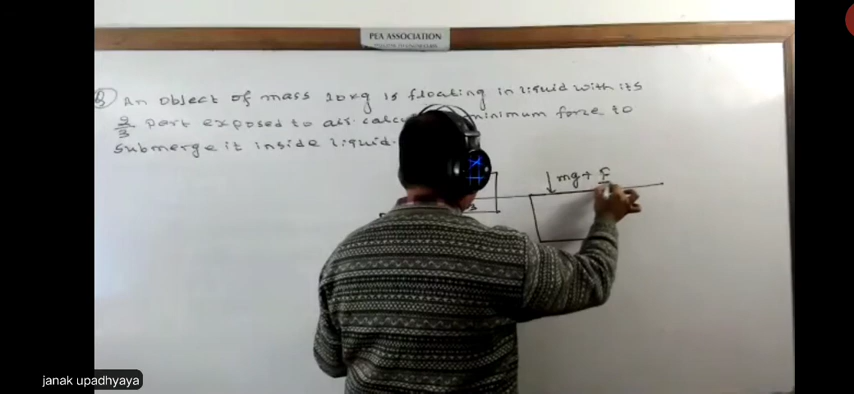 PEA ASSOCIATION
An object of mass 10kg is floating in liquid with its
2/3 part exposed to air. calcu minimum force to
submerge it inside liquid.
mg + F
3
janak upadhyaya